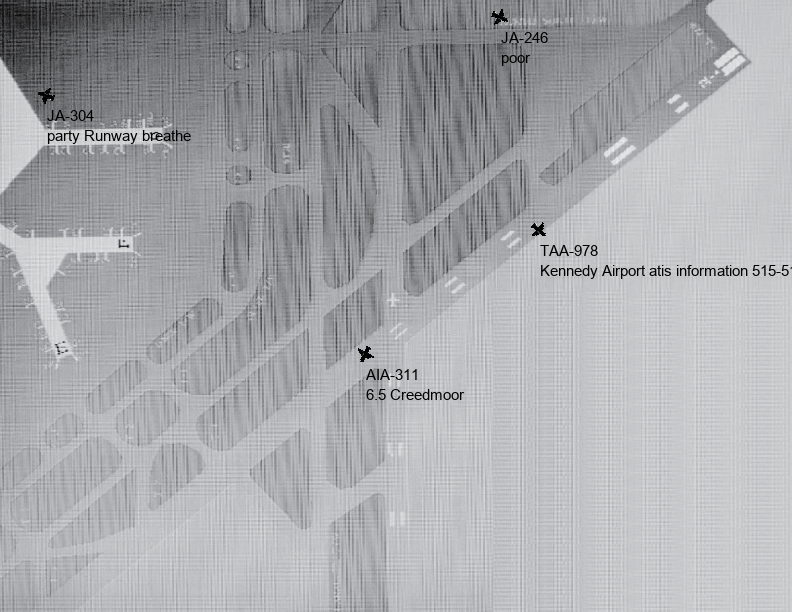 JA-246
poor
JA-304
party Runway breathe
TAA-978
Kennedy Airport atis information 515-51
AIA-311
6.5 Creedmoor